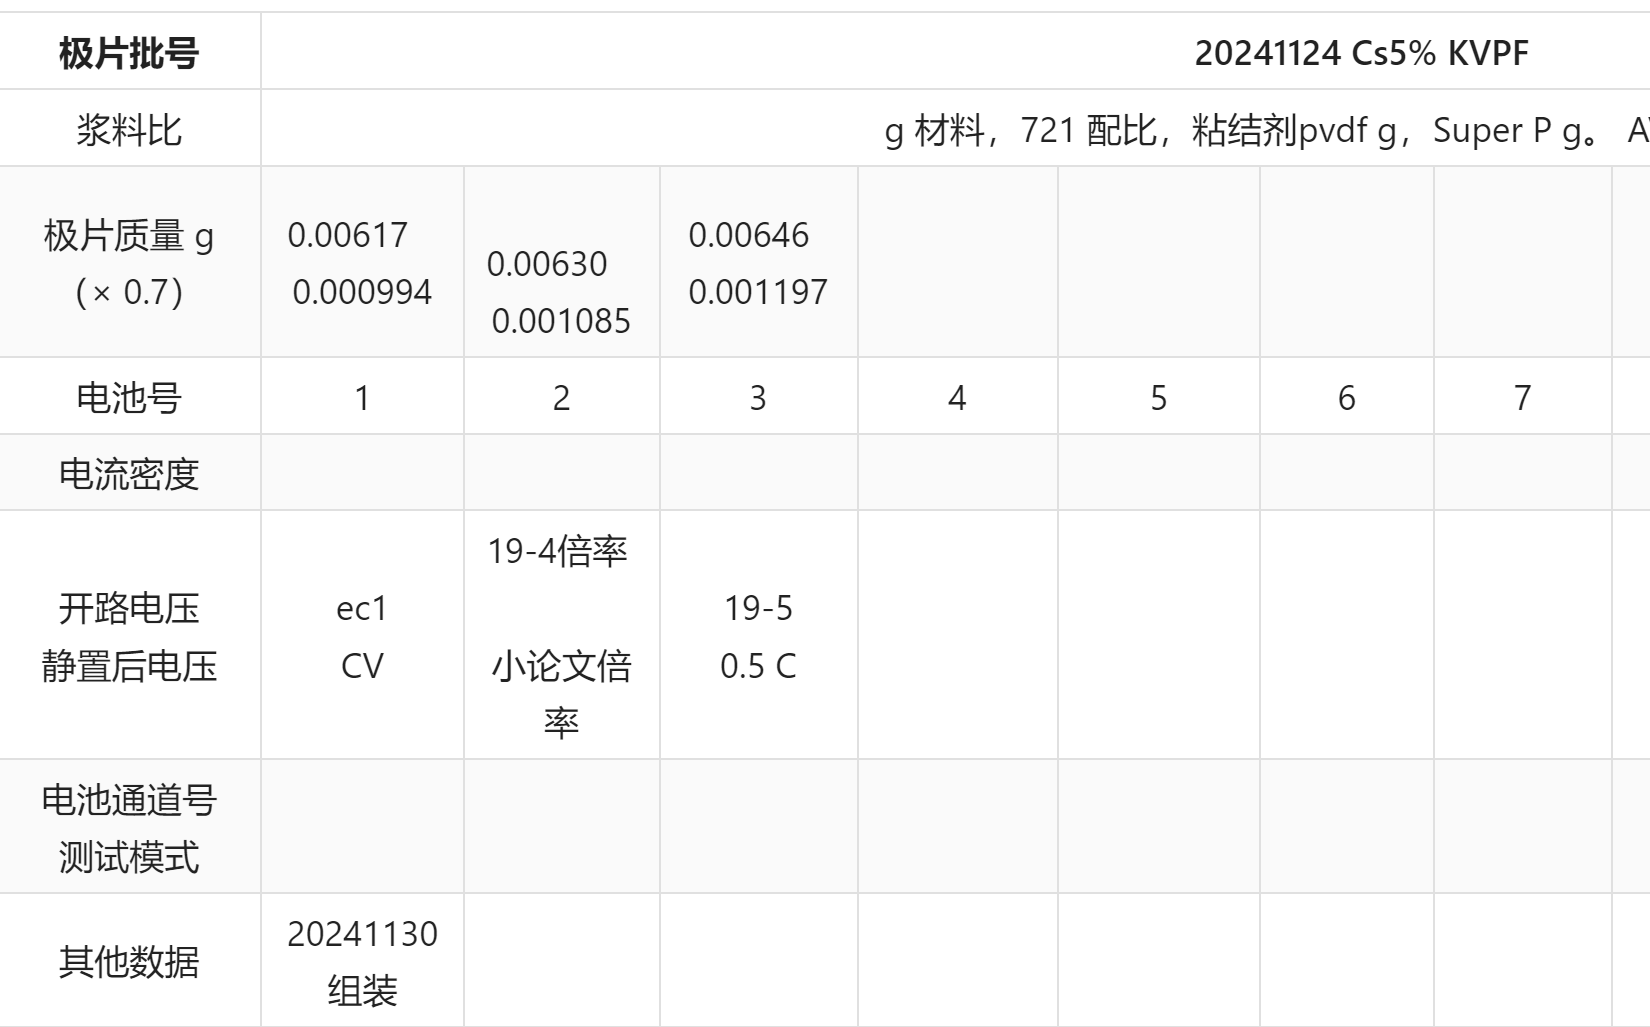 极片批号
20241124 Cs5% KVPF
浆料比
g 材料，721 配比，粘结剂pvdf g，Super P g。
极片质量 g
（× 0.7）
0.00617
0.000994
0.00630
0.001085
0.00646
0.001197
电池号
1
2
3
4
5
6
7
电流密度
开路电压
静置后电压
ec1
CV
19-4倍率
小论文倍
率
19-5
0.5 C
电池通道号
测试模式
其他数据
20241130
组装